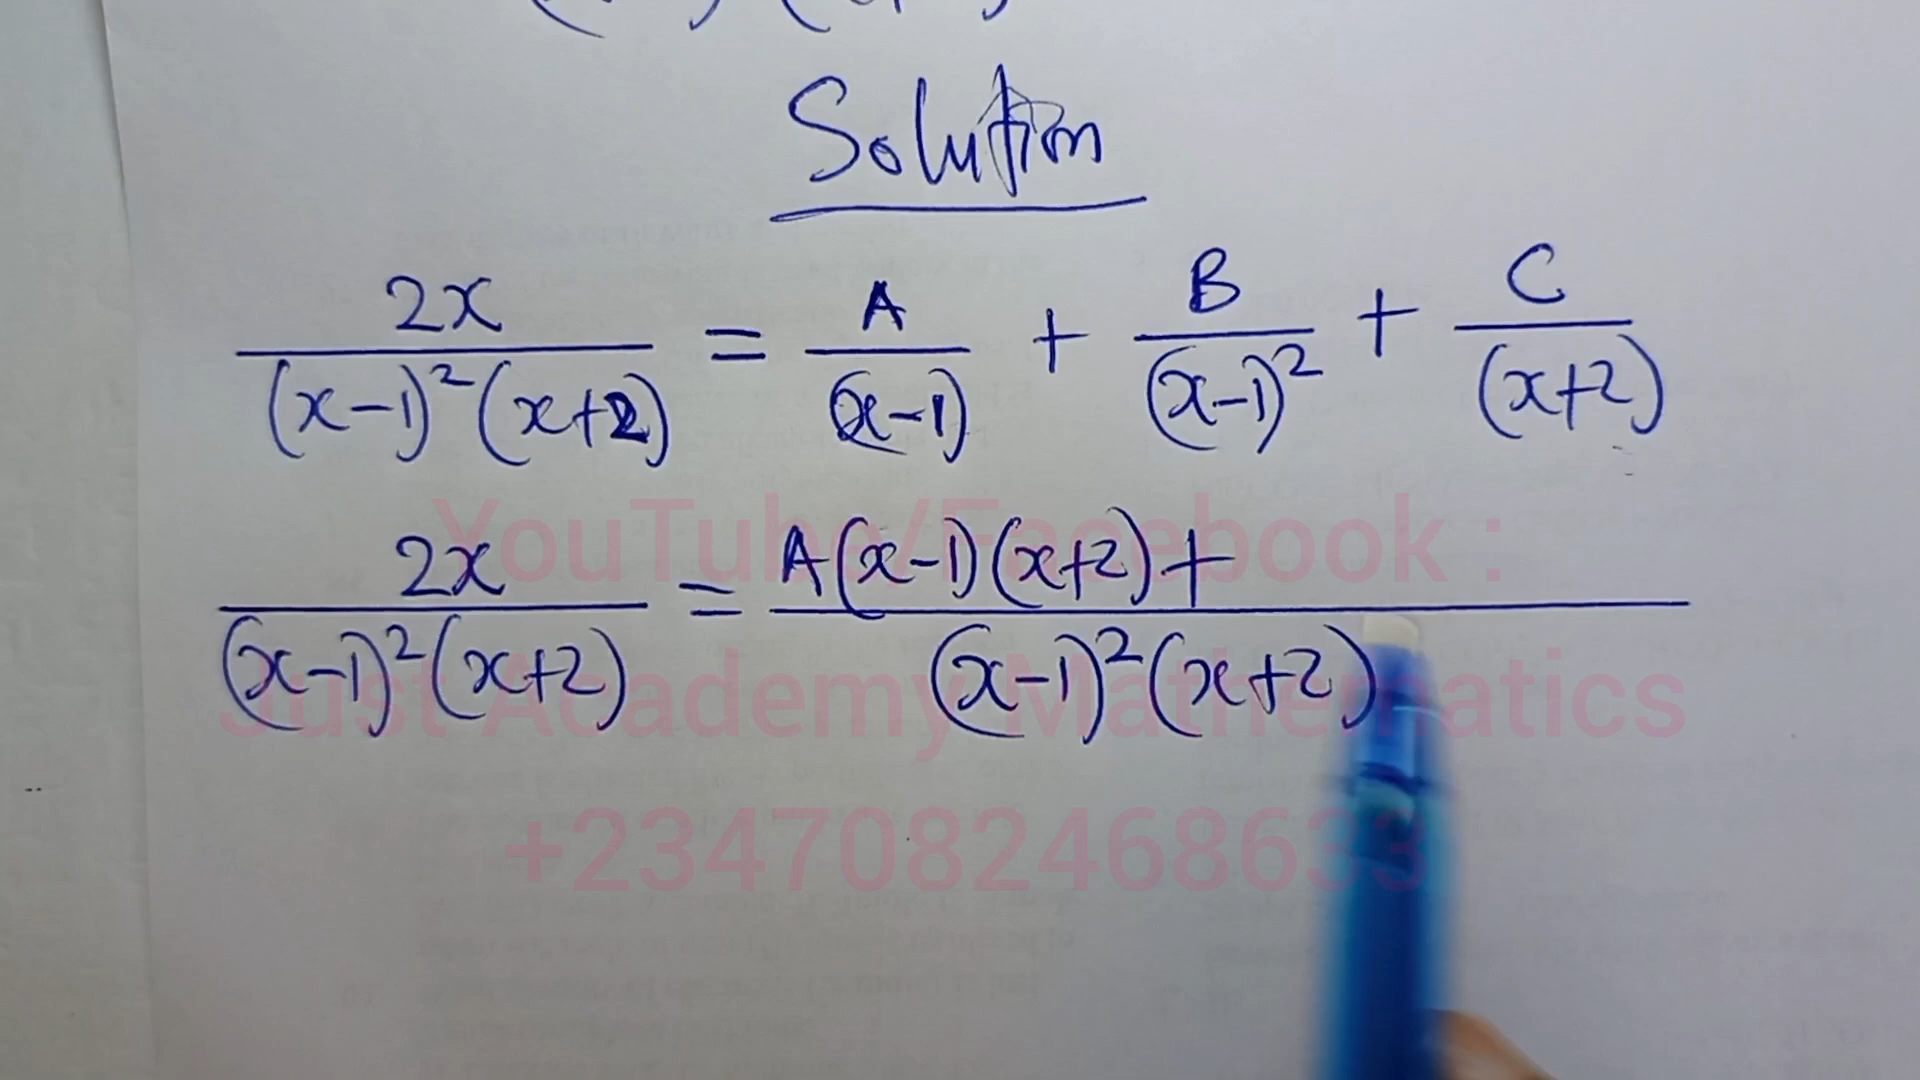 Solution
2x / (x-1)²(x+2) = A / (x-1) + B / (x-1)² + C / (x+2)
2x / (x-1)²(x+2) = A(x-1)(x+2) + / (x-1)²(x+2)
YouTube/Facebook :
Just Academy Mathematics
+2347082468633